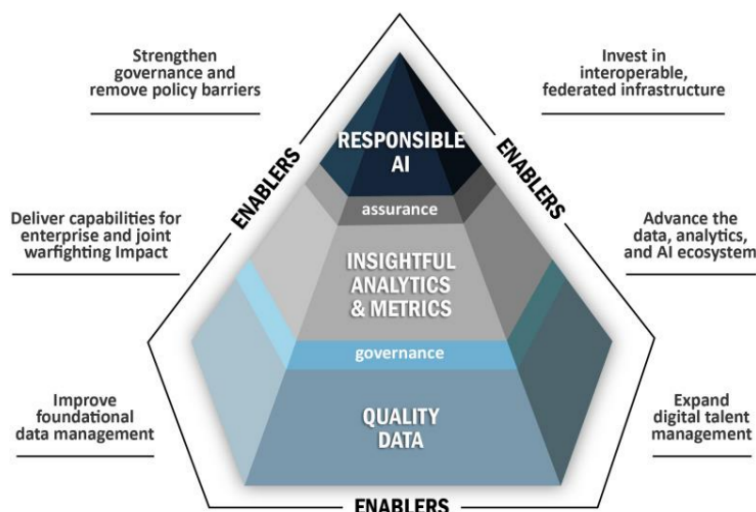 Strengthen
governance and
remove policy barriers
Invest in
interoperable,
federated infrastructure
ENABLERS
ENABLERS
RESPONSIBLE
AI
assurance
Deliver capabilities for
enterprise and joint
warfighting Impact
Advance the
data, analytics,
and AI ecosystem
INSIGHTFUL
ANALYTICS
& METRICS
governance
Improve
foundational
data management
Expand
digital talent
management
QUALITY
DATA
ENABLERS